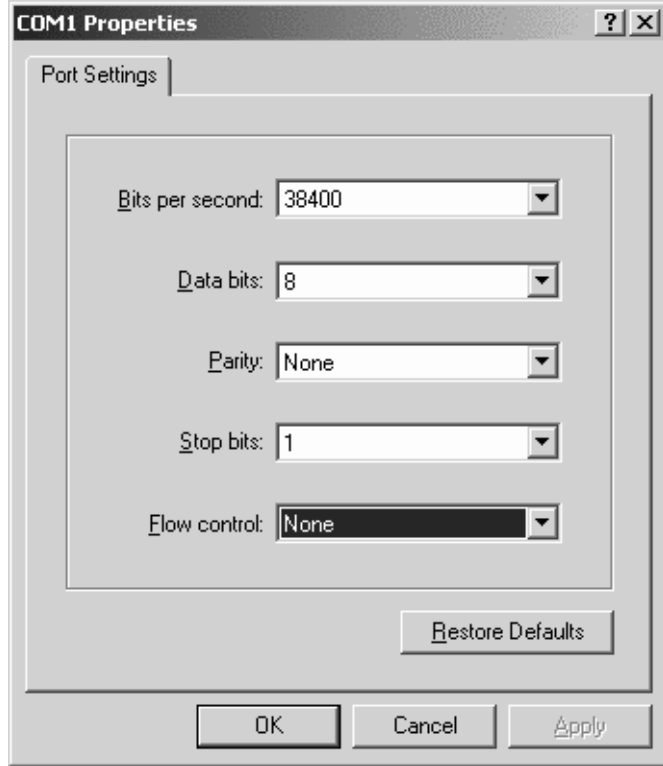 COM1 Properties
Port Settings
Bits per second: 38400
Data bits: 8
Parity: None
Stop bits: 1
Flow control: None
Restore Defaults
OK Cancel Apply